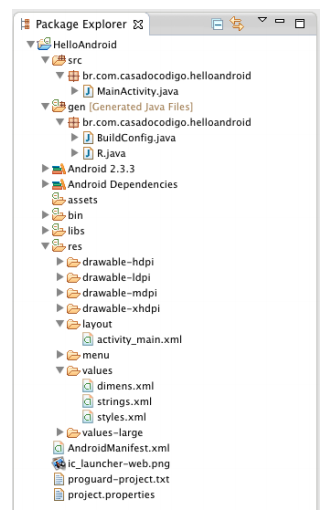 Package Explorer
HelloAndroid
src
br.com.casadocodigo.helloandroid
MainActivity.java
gen [Generated Java Files]
br.com.casadocodigo.helloandroid
BuildConfig.java
R.java
Android 2.3.3
Android Dependencies
assets
bin
libs
res
drawable-hdpi
drawable-ldpi
drawable-mdpi
drawable-xhdpi
layout
activity_main.xml
menu
values
dimens.xml
strings.xml
styles.xml
values-large
AndroidManifest.xml
ic_launcher-web.png
proguard-project.txt
project.properties